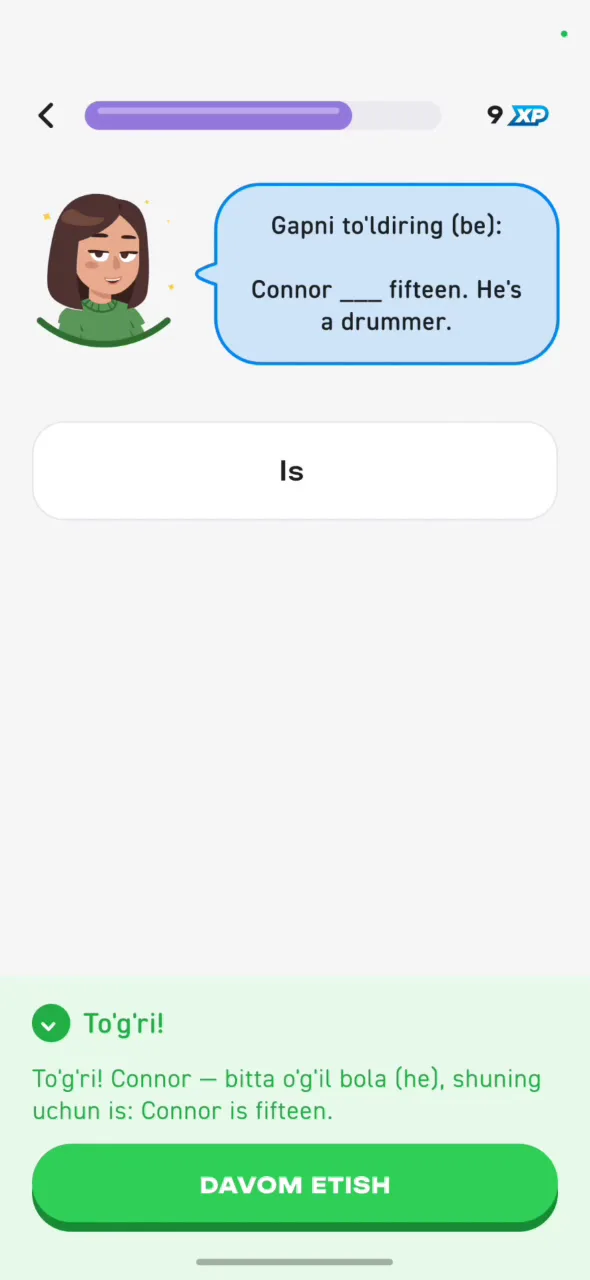 9 XP
Gapni to'ldiring (be):
Connor ___ fifteen. He's
a drummer.
Is
To'g'ri!
To'g'ri! Connor — bitta o'g'il bola (he), shuning
uchun is: Connor is fifteen.
DAVOM ETISH